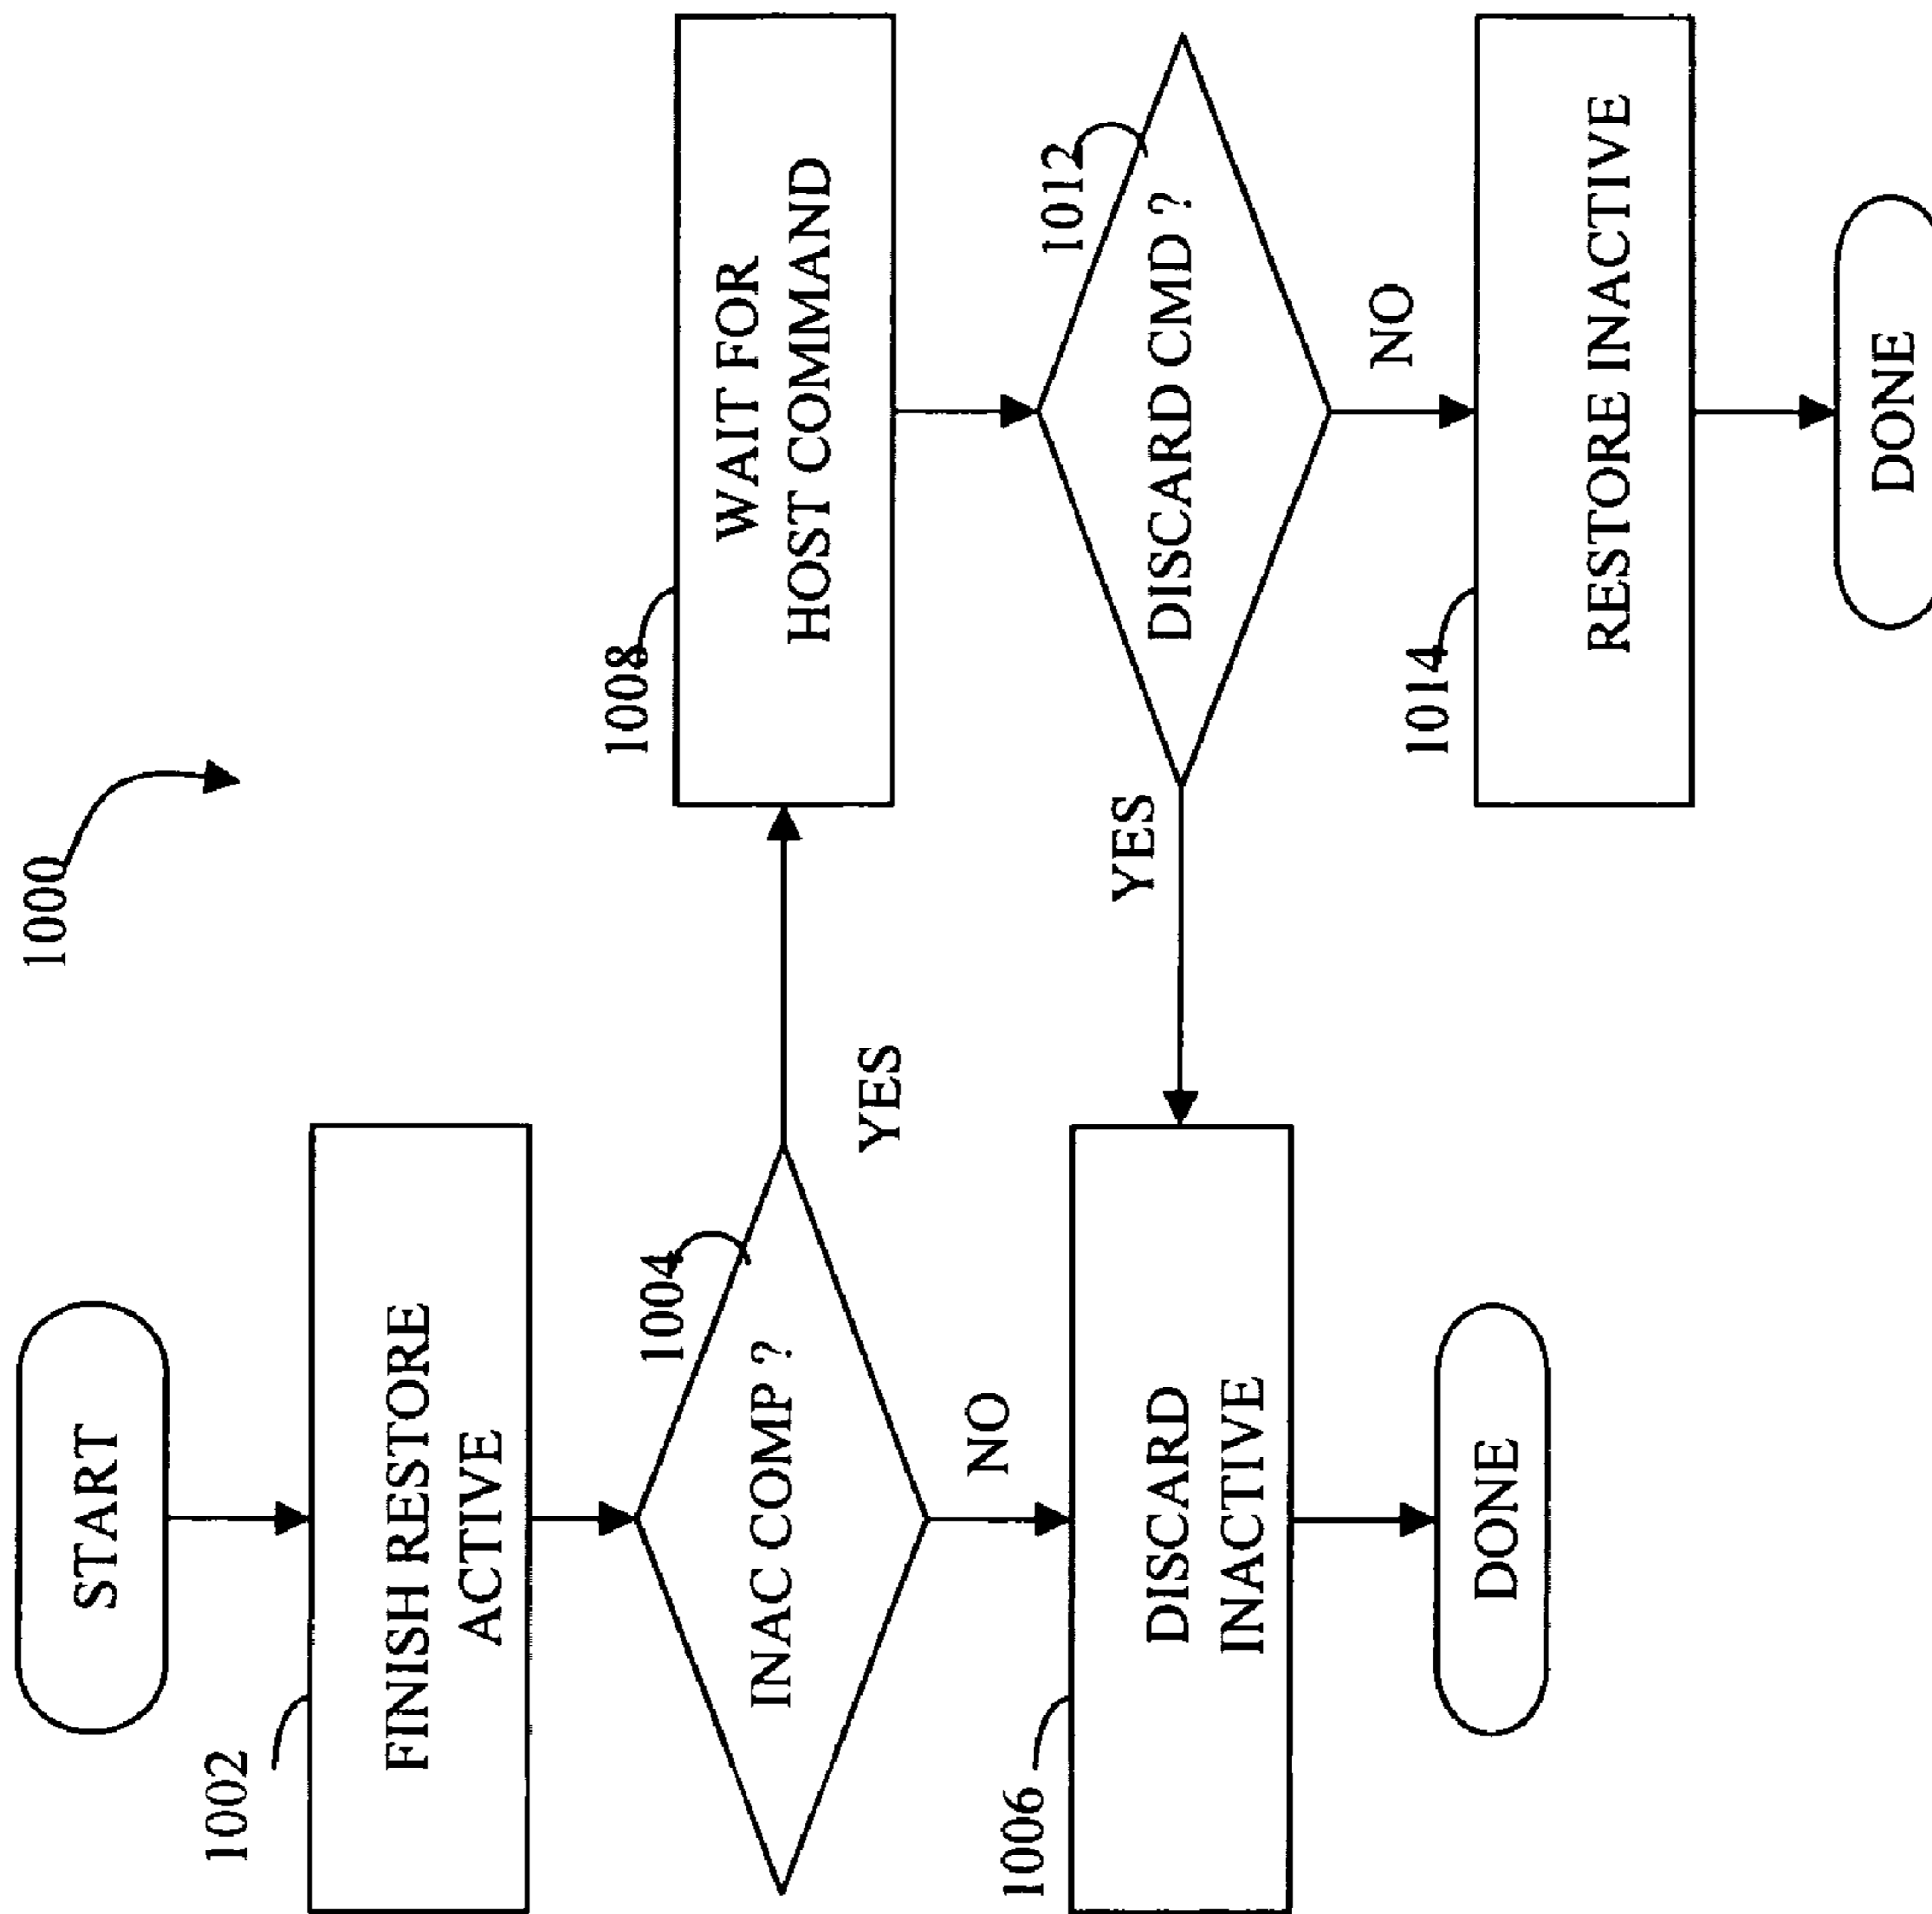 1000
START
1002
FINISH RESTORE
ACTIVE
1004
INAC COMP ?
YES
NO
1006
DISCARD
INACTIVE
DONE
1008
WAIT FOR
HOST COMMAND
1012
DISCARD CMD ?
YES
NO
1014
RESTORE INACTIVE
DONE